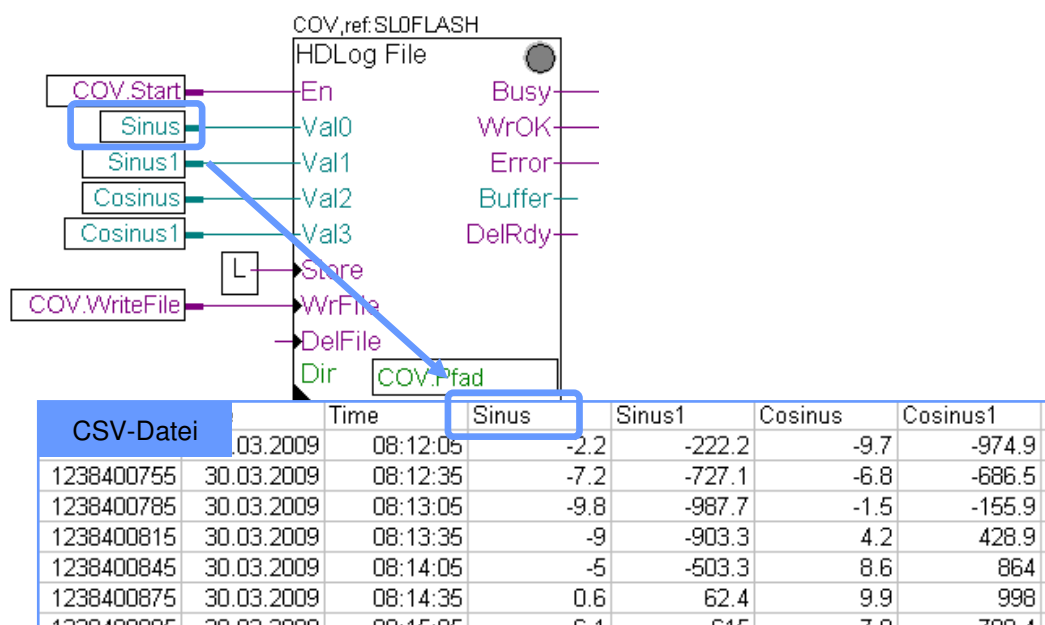 COV,ref:SL0FLASH
HDLog File
COV.Start En Busy
Sinus Val0 WrOK
Sinus1 Val1 Error
Cosinus Val2 Buffer
Cosinus1 Val3 DelRdy
L Store
COV.WriteFile WrFile
DelFile
Dir COV.Pfad
CSV-Datei Time Sinus Sinus1 Cosinus Cosinus1
.03.2009 08:12:05 -2.2 -222.2 -9.7 -974.9
1238400755 30.03.2009 08:12:35 -7.2 -727.1 -6.8 -686.5
1238400785 30.03.2009 08:13:05 -9.8 -987.7 -1.5 -155.9
1238400815 30.03.2009 08:13:35 -9 -903.3 4.2 428.9
1238400845 30.03.2009 08:14:05 -5 -503.3 8.6 864
1238400875 30.03.2009 08:14:35 0.6 62.4 9.9 998